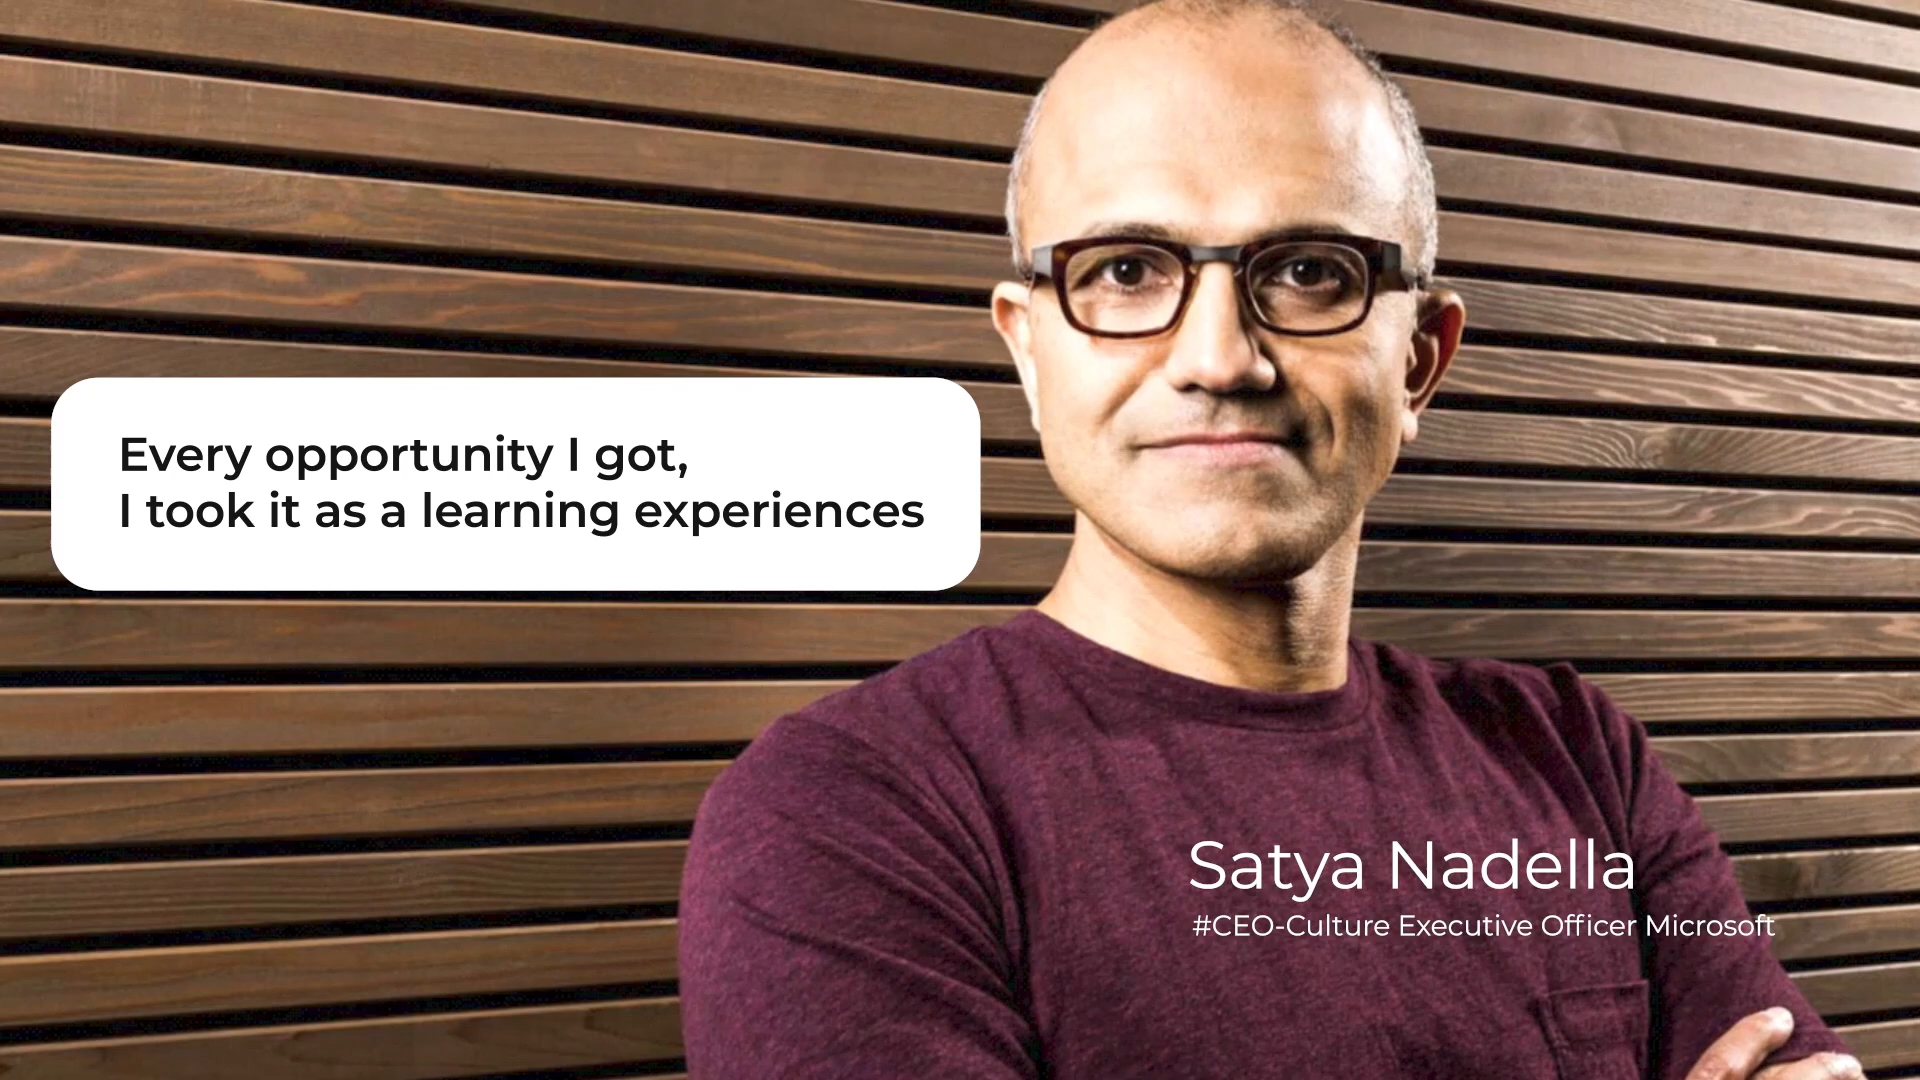 Every opportunity I got,
I took it as a learning experiences
Satya Nadella
#CEO-Culture Executive Officer Microsoft